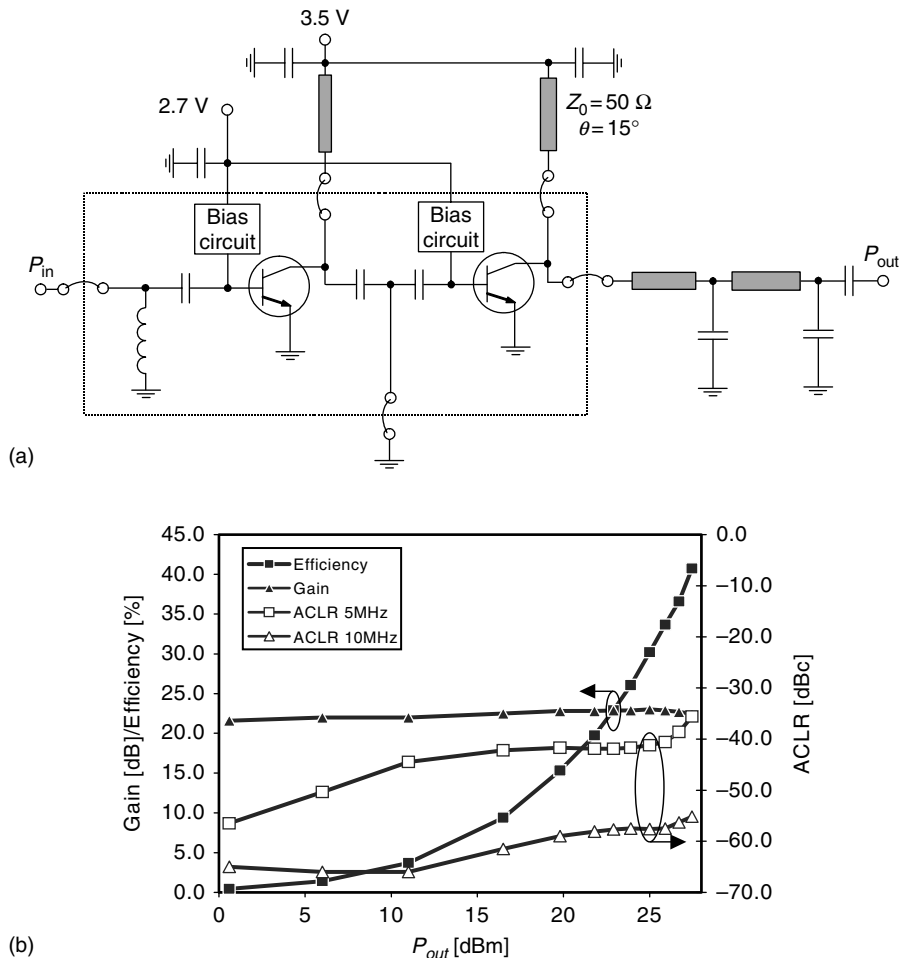 3.5 V
2.7 V
Z0 = 50 Ω
θ = 15°
Bias circuit
Bias circuit
Pin
Pout
(a)
45.0
40.0
35.0
30.0
25.0
20.0
15.0
10.0
5.0
0.0
Gain [dB]/Efficiency [%]
Efficiency
Gain
ACLR 5MHz
ACLR 10MHz
0.0
–10.0
–20.0
–30.0
–40.0
–50.0
–60.0
–70.0
ACLR [dBc]
0
5
10
15
20
25
Pout [dBm]
(b)